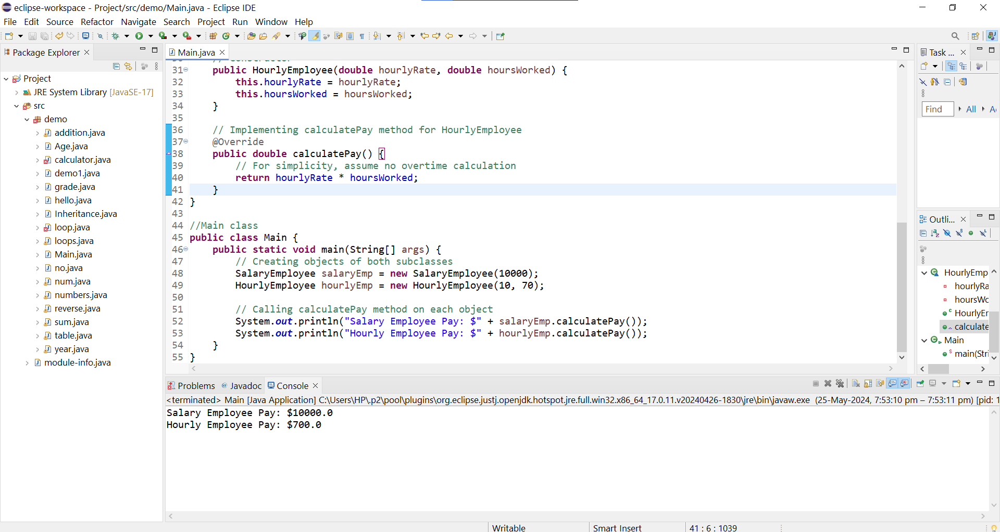 eclipse-workspace - Project/src/demo/Main.java - Eclipse IDE
File Edit Source Refactor Navigate Search Project Run Window Help
Package Explorer
Project
JRE System Library [JavaSE-17]
src
demo
addition.java
Age.java
calculator.java
demo1.java
grade.java
hello.java
Inheritance.java
loop.java
loops.java
Main.java
no.java
num.java
numbers.java
reverse.java
sum.java
table.java
year.java
module-info.java
Main.java
31 public HourlyEmployee(double hourlyRate, double hoursWorked) {
32 this.hourlyRate = hourlyRate;
33 this.hoursWorked = hoursWorked;
34 }
35
36 // Implementing calculatePay method for HourlyEmployee
37 @Override
38 public double calculatePay() {
39 // For simplicity, assume no overtime calculation
40 return hourlyRate * hoursWorked;
41 }
42 }
43
44 //Main class
45 public class Main {
46 public static void main(String[] args) {
47 // Creating objects of both subclasses
48 SalaryEmployee salaryEmp = new SalaryEmployee(10000);
49 HourlyEmployee hourlyEmp = new HourlyEmployee(10, 70);
50
51 // Calling calculatePay method on each object
52 System.out.println("Salary Employee Pay: $" + salaryEmp.calculatePay());
53 System.out.println("Hourly Employee Pay: $" + hourlyEmp.calculatePay());
54 }
55 }
Task ...
Find All A
Outli...
HourlyEmp
hourlyRa
hoursWo
HourlyEr
calculate
Main
main(Stri
Problems @ Javadoc Console
<terminated> Main [Java Application] C:\Users\HP\.p2\pool\plugins\org.eclipse.justj.openjdk.hotspot.jre.full.win32.x86_64_17.0.11.v20240426-1830\jre\bin\javaw.exe (25-May-2024, 7:53:10 pm – 7:53:11 pm) [pid: 1
Salary Employee Pay: $10000.0
Hourly Employee Pay: $700.0
Writable Smart Insert 41 : 6 : 1039